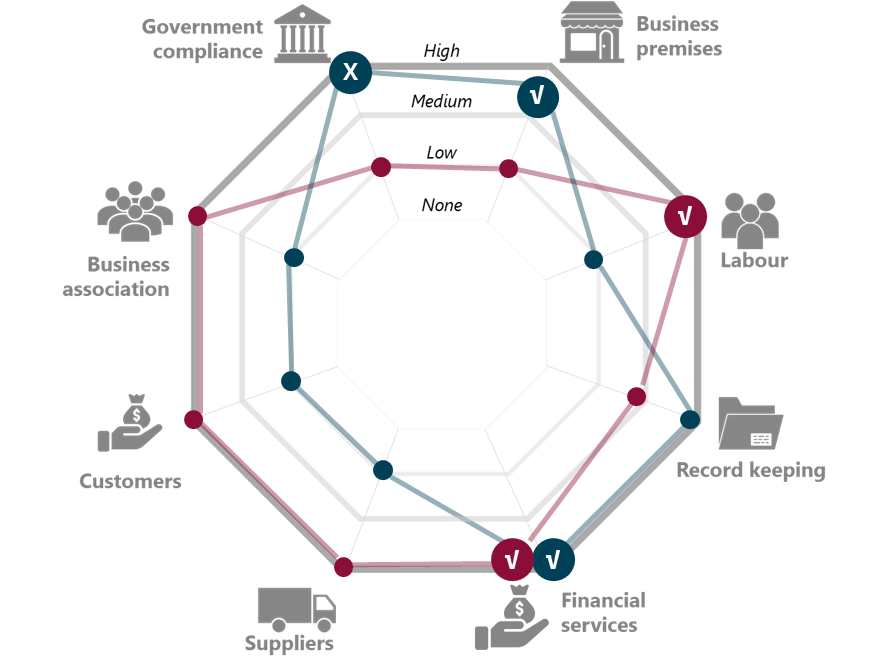 Government
compliance
Business
premises
High
X
√
Medium
Low
None
√
Business
association
Labour
$
Customers
Record keeping
√
√
$
Financial
services
Suppliers